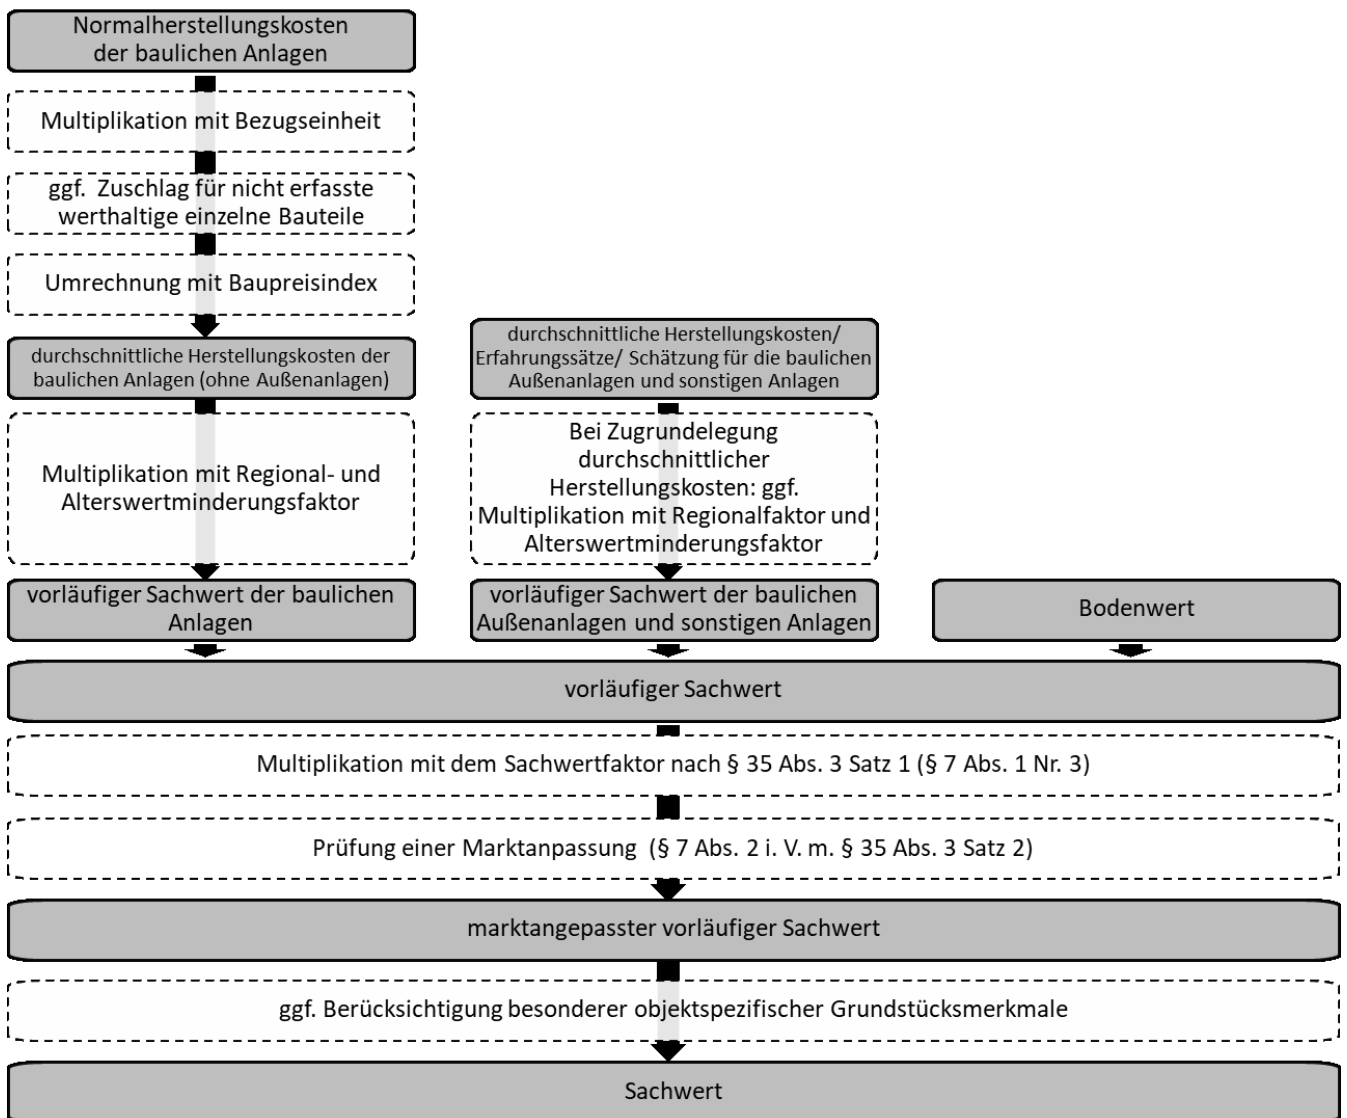 Normalherstellungskosten
der baulichen Anlagen
Multiplikation mit Bezugseinheit
ggf. Zuschlag für nicht erfasste
werthaltige einzelne Bauteile
Umrechnung mit Baupreisindex
durchschnittliche Herstellungskosten der
baulichen Anlagen (ohne Außenanlagen)
Multiplikation mit Regional- und
Alterswertminderungsfaktor
vorläufiger Sachwert der baulichen
Anlagen
durchschnittliche Herstellungskosten/
Erfahrungssätze/ Schätzung für die baulichen
Außenanlagen und sonstigen Anlagen
Bei Zugrundelegung
durchschnittlicher
Herstellungskosten: ggf.
Multiplikation mit Regionalfaktor und
Alterswertminderungsfaktor
vorläufiger Sachwert der baulichen
Außenanlagen und sonstigen Anlagen
Bodenwert
vorläufiger Sachwert
Multiplikation mit dem Sachwertfaktor nach § 35 Abs. 3 Satz 1 (§ 7 Abs. 1 Nr. 3)
Prüfung einer Marktanpassung (§ 7 Abs. 2 i. V. m. § 35 Abs. 3 Satz 2)
marktangepasster vorläufiger Sachwert
ggf. Berücksichtigung besonderer objektspezifischer Grundstücksmerkmale
Sachwert